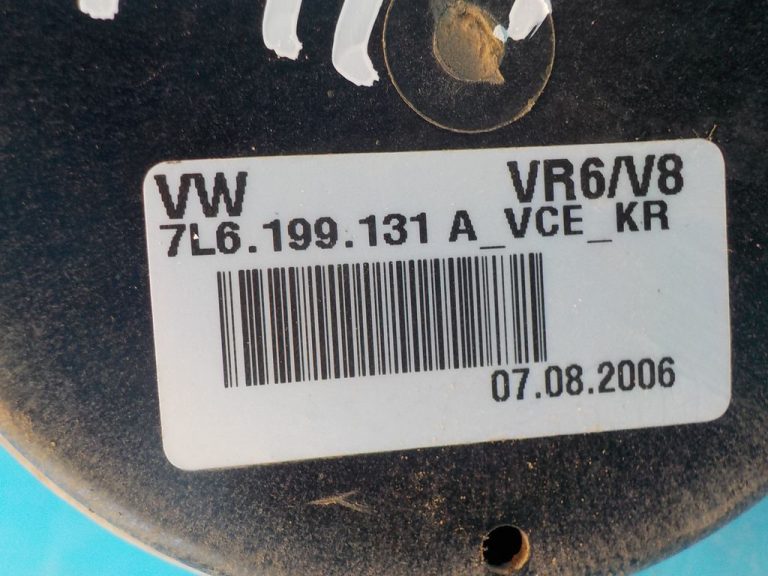 VW VR6/V8
7L6.199.131 A_VCE_KR
07.08.2006